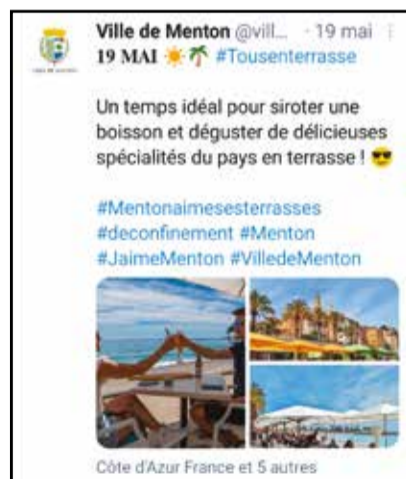 Ville de Menton @vill... · 19 mai
19 MAI ☀️🌴 #Tousenterrasse
Un temps idéal pour siroter une
boisson et déguster de délicieuses
spécialités du pays en terrasse ! 😎
#Mentonaimesesterrasses
#deconfinement #Menton
#JaimeMenton #VilledeMenton
Côte d'Azur France et 5 autres